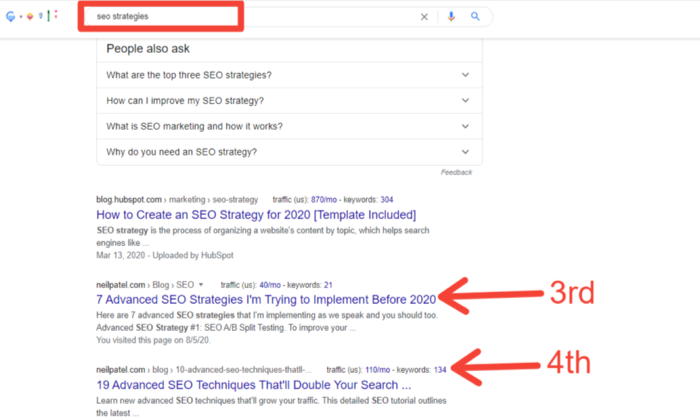 seo strategies
People also ask
What are the top three SEO strategies?
How can I improve my SEO strategy?
What is SEO marketing and how it works?
Why do you need an SEO strategy?
Feedback
blog.hubspot.com › marketing › seo-strategy traffic (us): 870/mo - keywords: 304
How to Create an SEO Strategy for 2020 [Template Included]
SEO strategy is the process of organizing a website's content by topic, which helps search
engines like ...
Mar 13, 2020 - Uploaded by HubSpot
neilpatel.com › Blog › SEO traffic (us): 40/mo - keywords: 21
7 Advanced SEO Strategies I'm Trying to Implement Before 2020
3rd
Here are 7 advanced SEO strategies that I'm implementing as we speak and you should too.
Advanced SEO Strategy #1: SEO A/B Split Testing. To improve your ...
You visited this page on 8/5/20.
neilpatel.com › blog › 10-advanced-seo-techniques-thatll-... traffic (us): 110/mo - keywords: 134
4th
19 Advanced SEO Techniques That'll Double Your Search ...
Learn new advanced SEO techniques that'll grow your traffic. This detailed SEO tutorial outlines
the latest ...